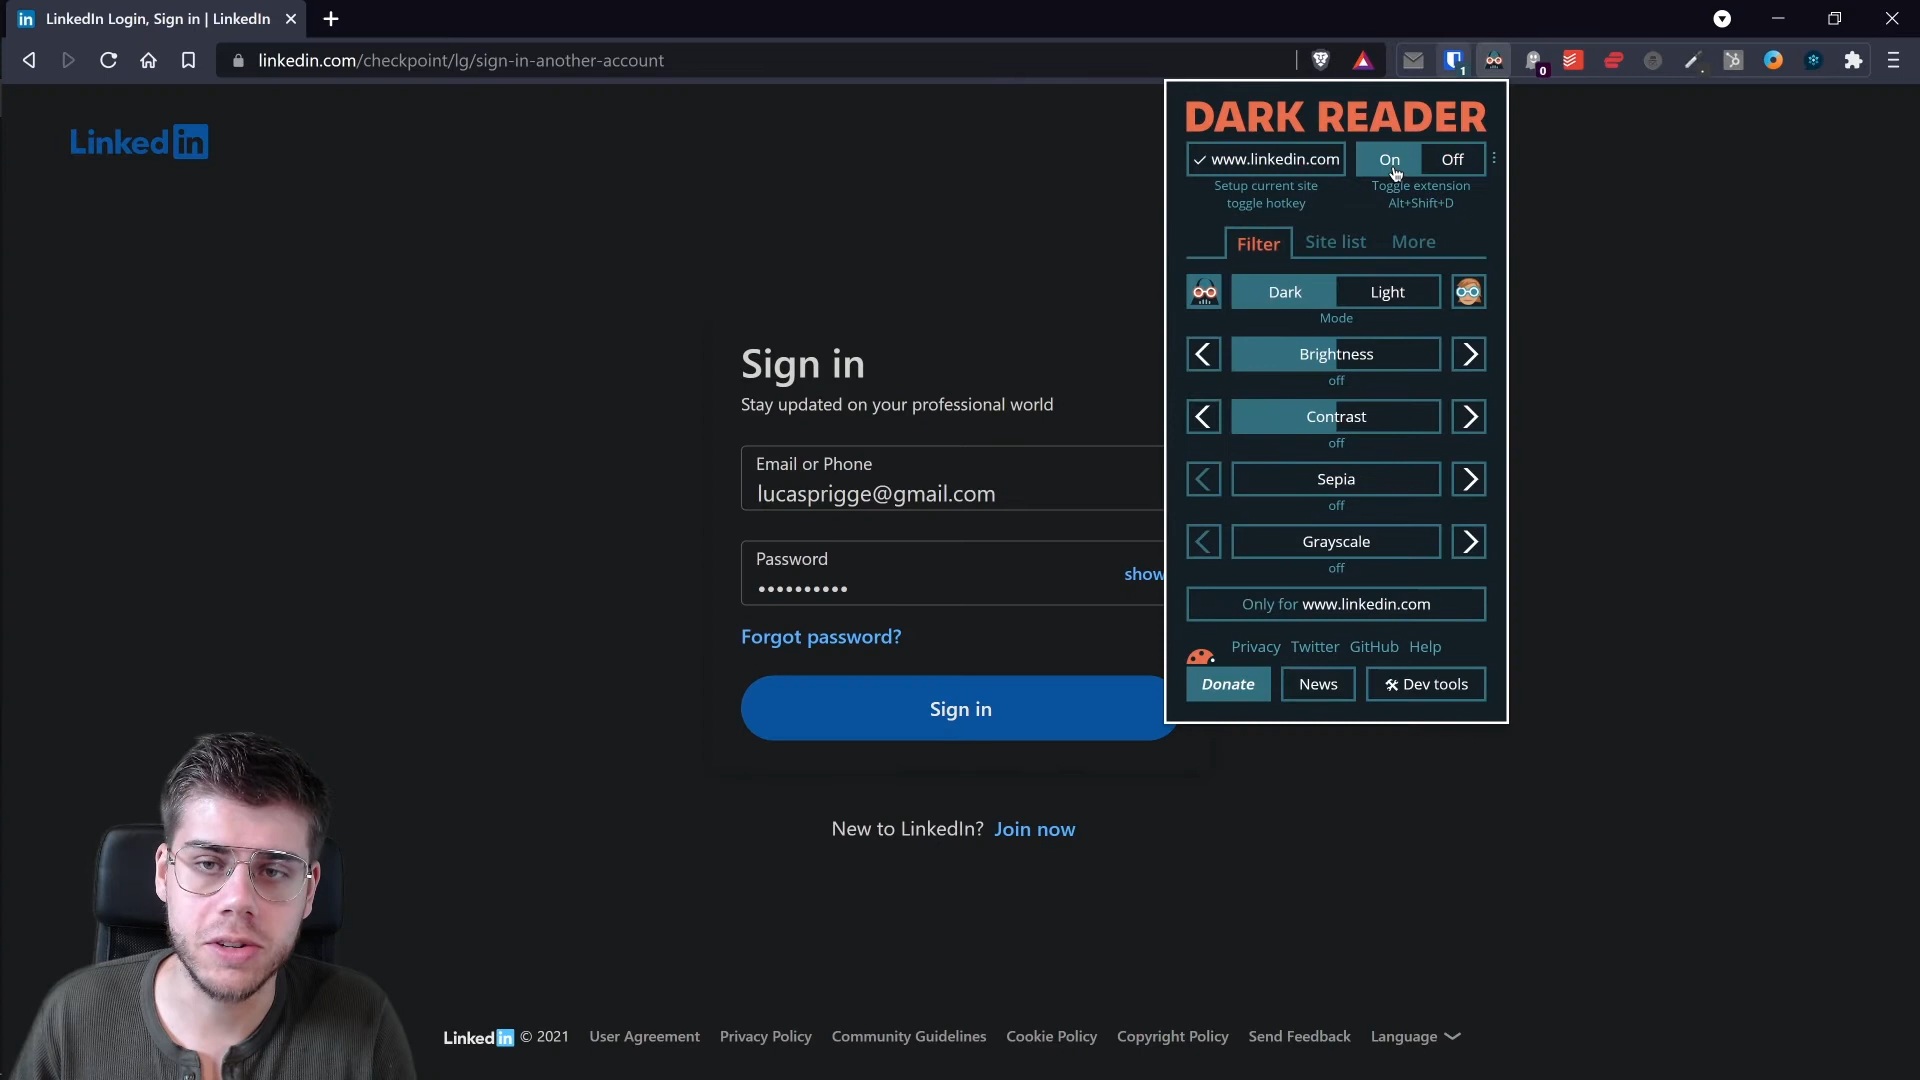 in LinkedIn Login, Sign in | LinkedIn
linkedin.com/checkpoint/lg/sign-in-another-account
1
0
Linked in
DARK READER
www.linkedin.com
On
Off
Setup current site
toggle hotkey
Toggle extension
Alt+Shift+D
Filter
Site list
More
Dark
Light
Mode
Brightness
off
Contrast
off
Sepia
off
Grayscale
off
Only for www.linkedin.com
Privacy Twitter GitHub Help
Donate
News
Dev tools
Sign in
Stay updated on your professional world
Email or Phone
lucasprigge@gmail.com
Password
show
Forgot password?
Sign in
New to LinkedIn? Join now
Linked in © 2021 User Agreement Privacy Policy Community Guidelines Cookie Policy Copyright Policy Send Feedback Language